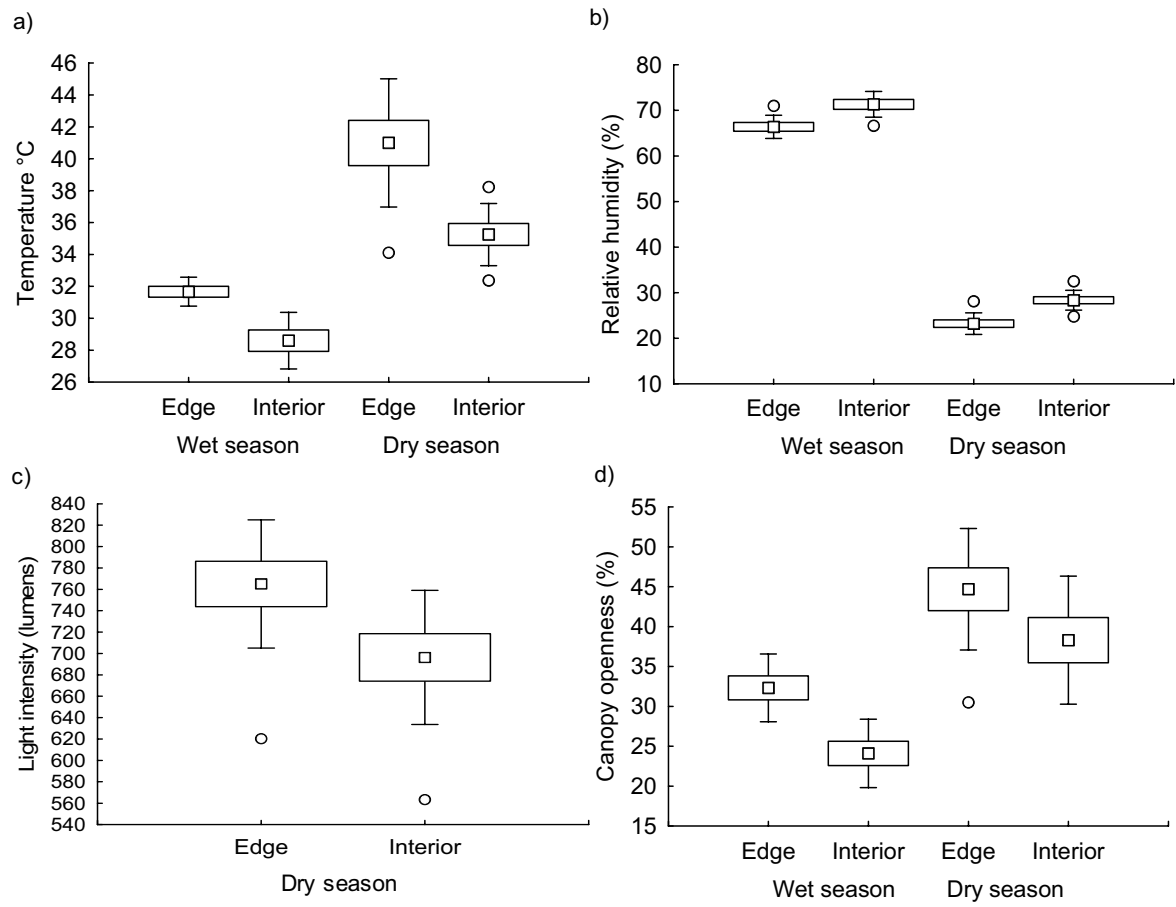 a)
Temperature °C
46
44
42
40
38
36
34
32
30
28
26
Edge Interior Edge Interior
Wet season Dry season
b)
Relative humidity (%)
80
70
60
50
40
30
20
10
Edge Interior Edge Interior
Wet season Dry season
c)
Light intensity (lumens)
840
820
800
780
760
740
720
700
680
660
640
620
600
580
560
540
Edge Interior
Dry season
d)
Canopy openness (%)
55
50
45
40
35
30
25
20
15
Edge Interior Edge Interior
Wet season Dry season